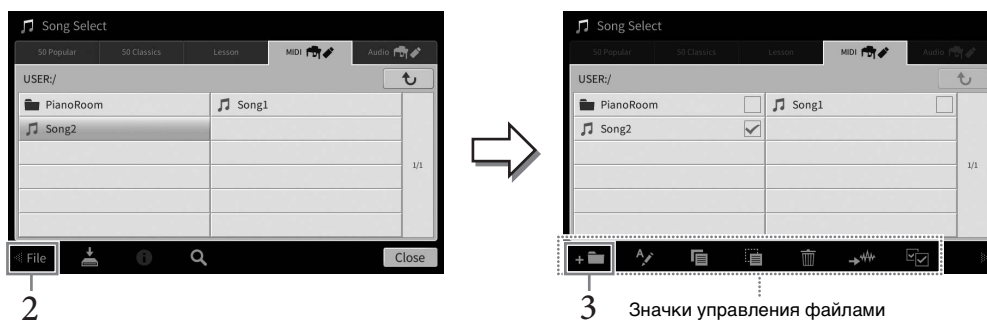 Song Select
50 Popular 50 Classics Lesson MIDI Audio
USER:/
PianoRoom Song1
Song2
1/1
File Close
2
Song Select
50 Popular 50 Classics Lesson MIDI Audio
USER:/
PianoRoom Song1
Song2
1/1
3 Значки управления файлами